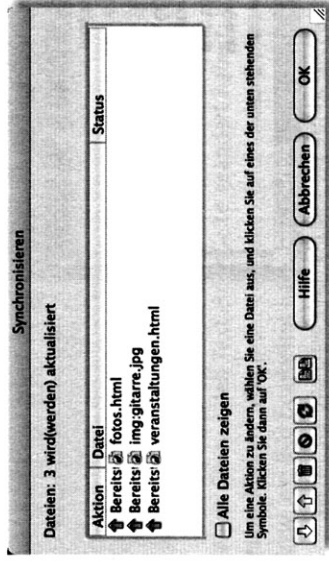 Synchronisieren
Dateien: 3 wird(werden) aktualisiert
Aktion Datei Status
Bereits fotos.html
Bereits img:gitarre.jpg
Bereits veranstaltungen.html
Alle Dateien zeigen
Um eine Aktion zu ändern, wählen Sie eine Datei aus, und klicken Sie auf eines der unten stehenden
Symbole. Klicken Sie dann auf 'OK'.
Hilfe Abbrechen OK